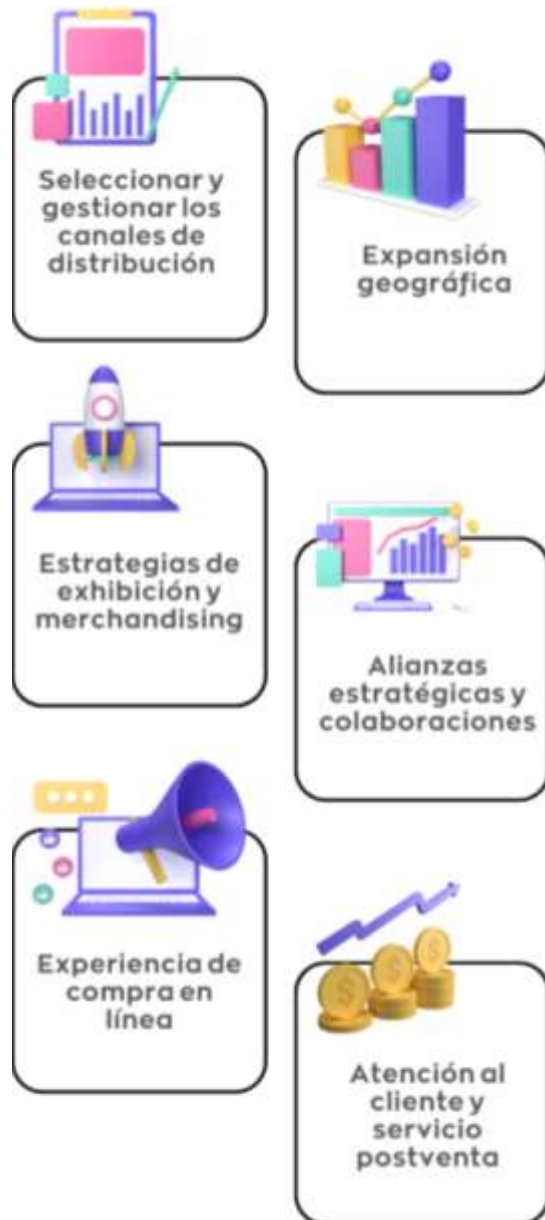 Seleccionar y
gestionar los
canales de
distribución
Expansión
geográfica
Estrategias de
exhibición y
merchandising
Alianzas
estratégicas y
colaboraciones
Experiencia de
compra en
línea
Atención al
cliente y
servicio
postventa